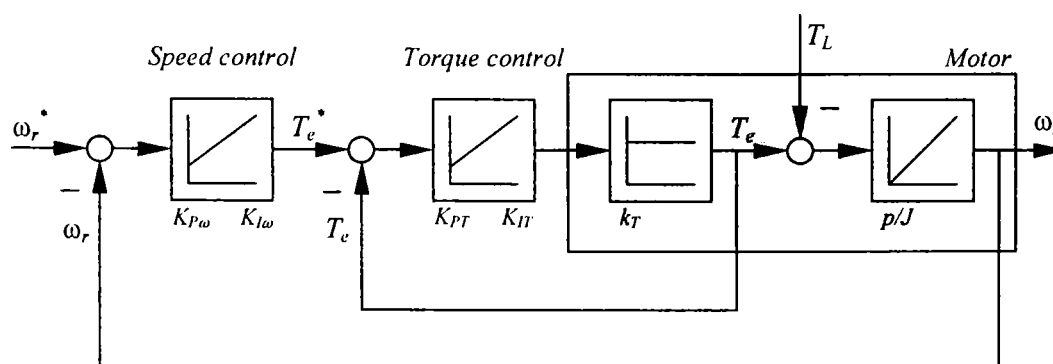 T_L
Speed control
Torque control
Motor
ω_r*
T_e*
T_e
ω_r
−
−
−
K_Pω K_Iω
K_PT K_IT
k_T
p/J
ω_r
T_e